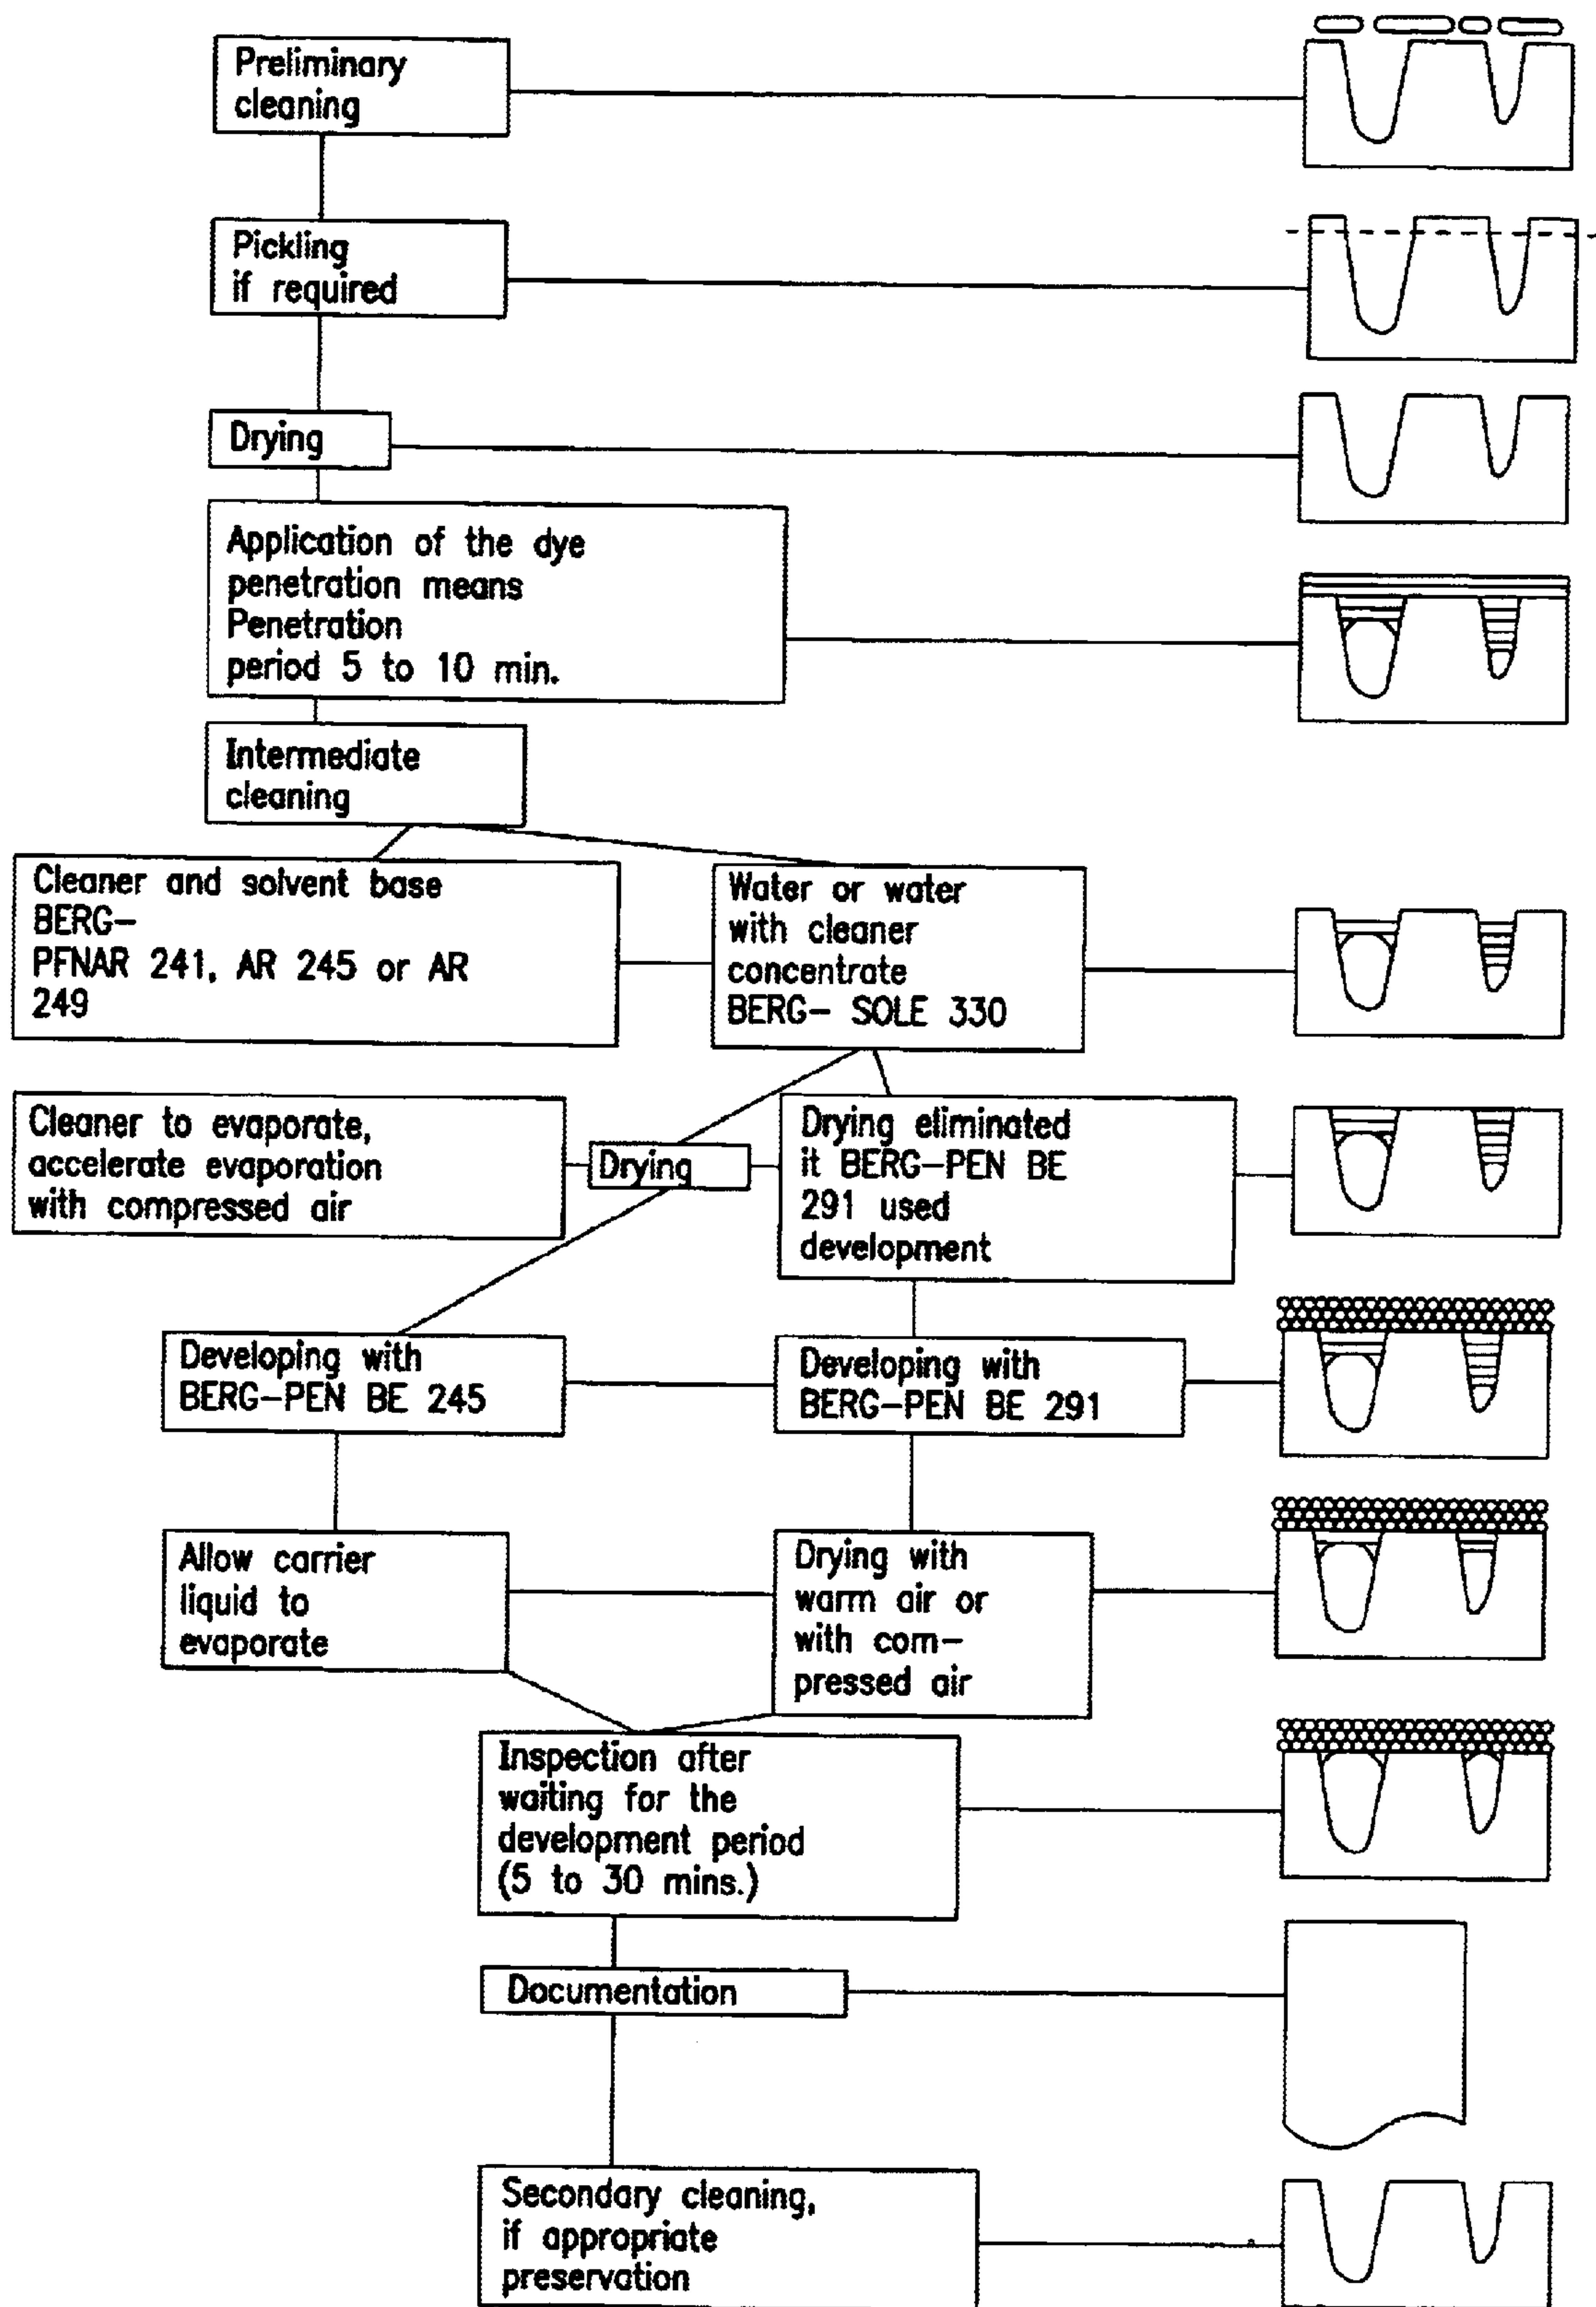 Preliminary
cleaning
Pickling
if required
Drying
Application of the dye
penetration means
Penetration
period 5 to 10 min.
Intermediate
cleaning
Cleaner and solvent base
BERG-
PFNAR 241, AR 245 or AR
249
Water or water
with cleaner
concentrate
BERG- SOLE 330
Cleaner to evaporate,
accelerate evaporation
with compressed air
Drying
Drying eliminated
it BERG-PEN BE
291 used
development
Developing with
BERG-PEN BE 245
Developing with
BERG-PEN BE 291
Allow carrier
liquid to
evaporate
Drying with
warm air or
with com-
pressed air
Inspection after
waiting for the
development period
(5 to 30 mins.)
Documentation
Secondary cleaning,
if appropriate
preservation